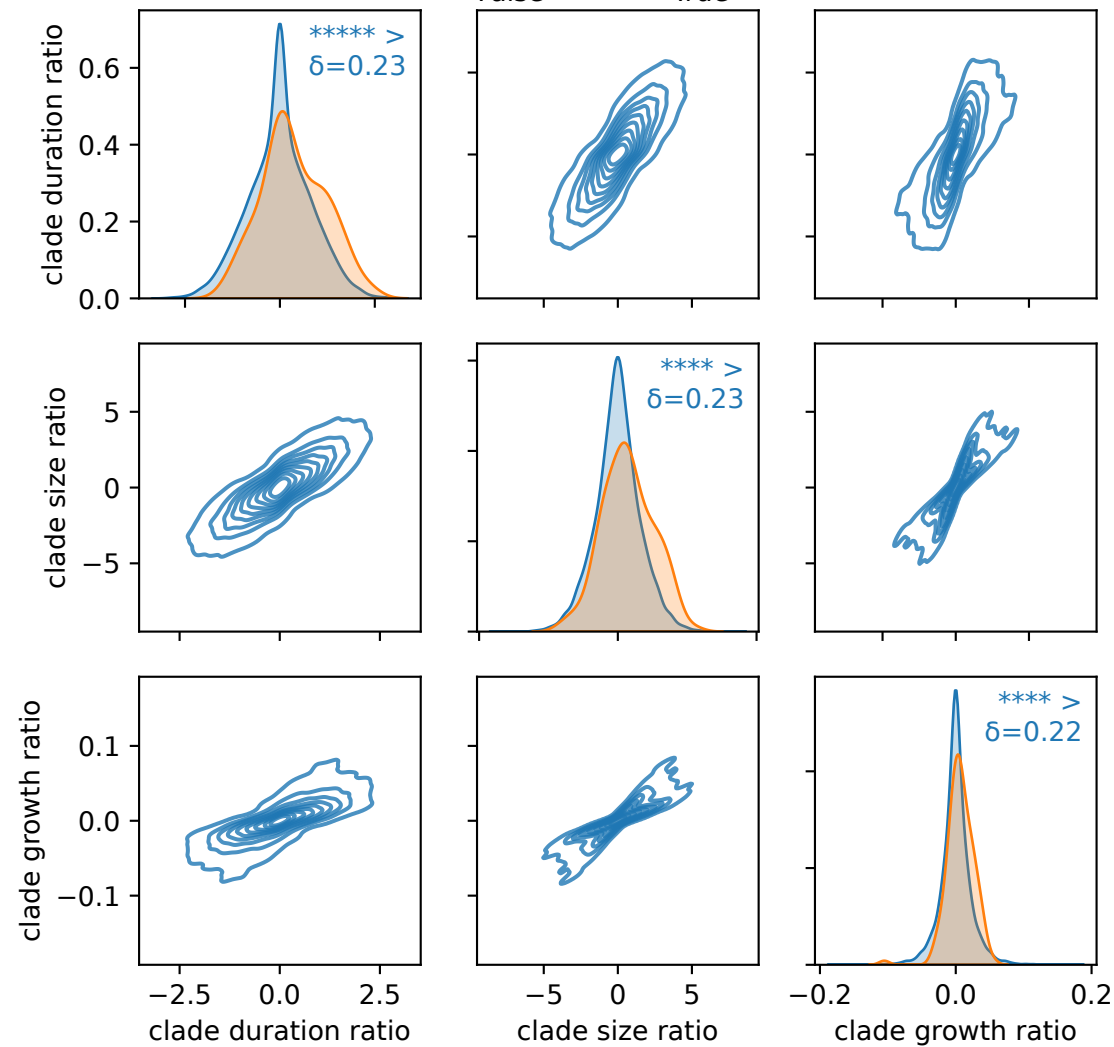 clade duration ratio
0.6
0.4
0.2
0.0
***** >
δ=0.23
clade size ratio
5
0
−5
**** >
δ=0.23
clade growth ratio
0.1
0.0
−0.1
**** >
δ=0.22
−2.5 0.0 2.5
−5 0 5
−0.2 0.0 0.2
clade duration ratio
clade size ratio
clade growth ratio